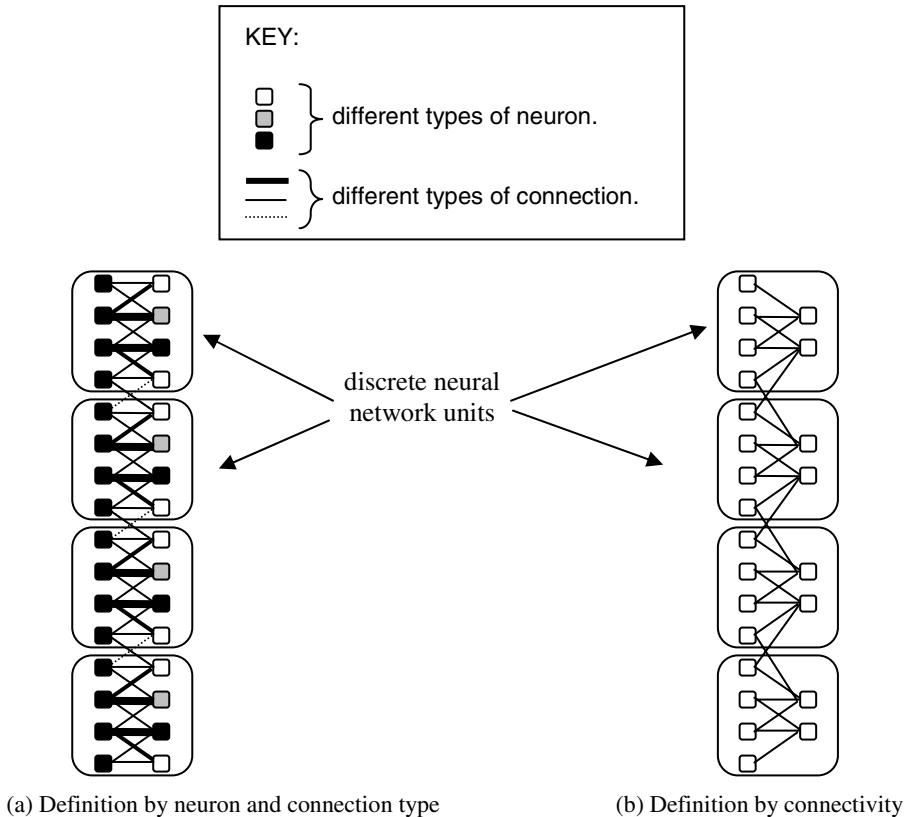 KEY:
different types of neuron.
different types of connection.
discrete neural
network units
(a) Definition by neuron and connection type
(b) Definition by connectivity